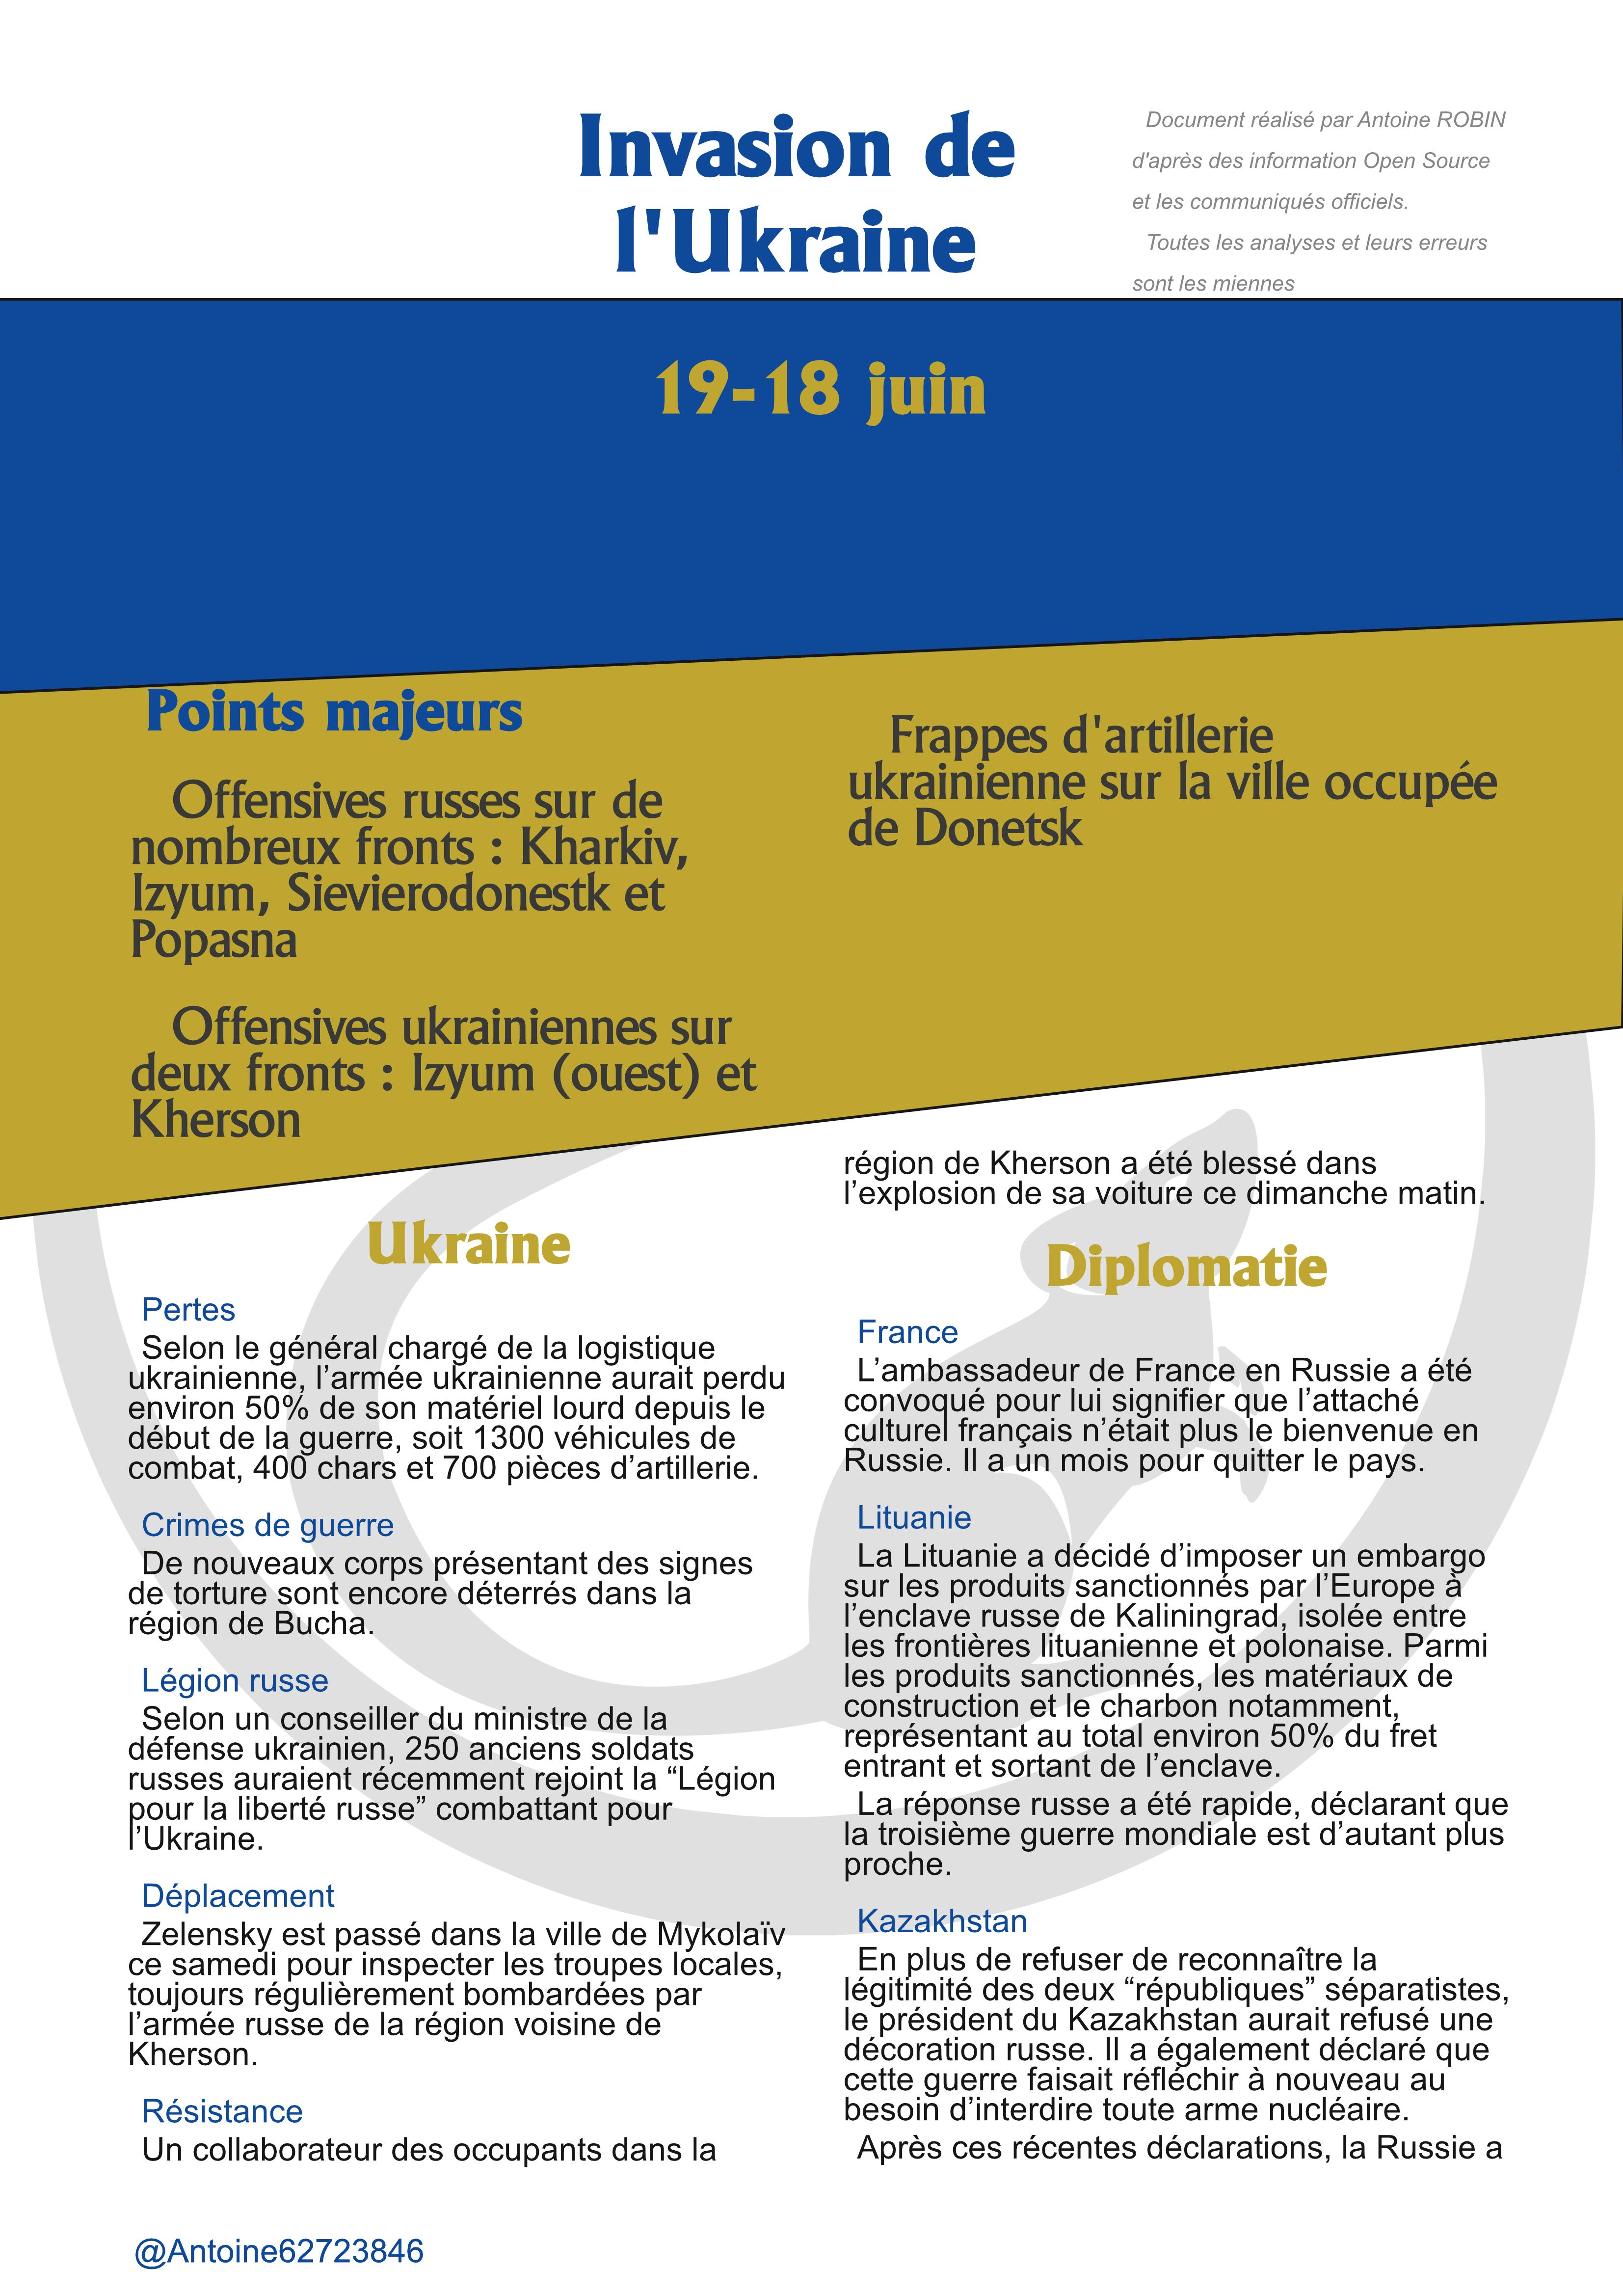 Invasion de
l'Ukraine
Document réalisé par Antoine ROBIN
d'après des information Open Source
et les communiqués officiels.
Toutes les analyses et leurs erreurs
sont les miennes
19-18 juin
Points majeurs
Offensives russes sur de
nombreux fronts : Kharkiv,
Izyum, Sievierodonestk et
Popasna
Offensives ukrainiennes sur
deux fronts : Izyum (ouest) et
Kherson
Frappes d'artillerie
ukrainienne sur la ville occupée
de Donetsk
Ukraine
Pertes
Selon le général chargé de la logistique
ukrainienne, l’armée ukrainienne aurait perdu
environ 50% de son matériel lourd depuis le
début de la guerre, soit 1300 véhicules de
combat, 400 chars et 700 pièces d’artillerie.
Crimes de guerre
De nouveaux corps présentant des signes
de torture sont encore déterrés dans la
région de Bucha.
Légion russe
Selon un conseiller du ministre de la
défense ukrainien, 250 anciens soldats
russes auraient récemment rejoint la “Légion
pour la liberté russe” combattant pour
l’Ukraine.
Déplacement
Zelensky est passé dans la ville de Mykolaïv
ce samedi pour inspecter les troupes locales,
toujours régulièrement bombardées par
l’armée russe de la région voisine de
Kherson.
Résistance
Un collaborateur des occupants dans la
région de Kherson a été blessé dans
l’explosion de sa voiture ce dimanche matin.
Diplomatie
France
L’ambassadeur de France en Russie a été
convoqué pour lui signifier que l’attaché
culturel français n’était plus le bienvenue en
Russie. Il a un mois pour quitter le pays.
Lituanie
La Lituanie a décidé d’imposer un embargo
sur les produits sanctionnés par l’Europe à
l’enclave russe de Kaliningrad, isolée entre
les frontières lituanienne et polonaise. Parmi
les produits sanctionnés, les matériaux de
construction et le charbon notamment,
représentant au total environ 50% du fret
entrant et sortant de l’enclave.
La réponse russe a été rapide, déclarant que
la troisième guerre mondiale est d’autant plus
proche.
Kazakhstan
En plus de refuser de reconnaître la
légitimité des deux “républiques” séparatistes,
le président du Kazakhstan aurait refusé une
décoration russe. Il a également déclaré que
cette guerre faisait réfléchir à nouveau au
besoin d’interdire toute arme nucléaire.
Après ces récentes déclarations, la Russie a
@Antoine62723846